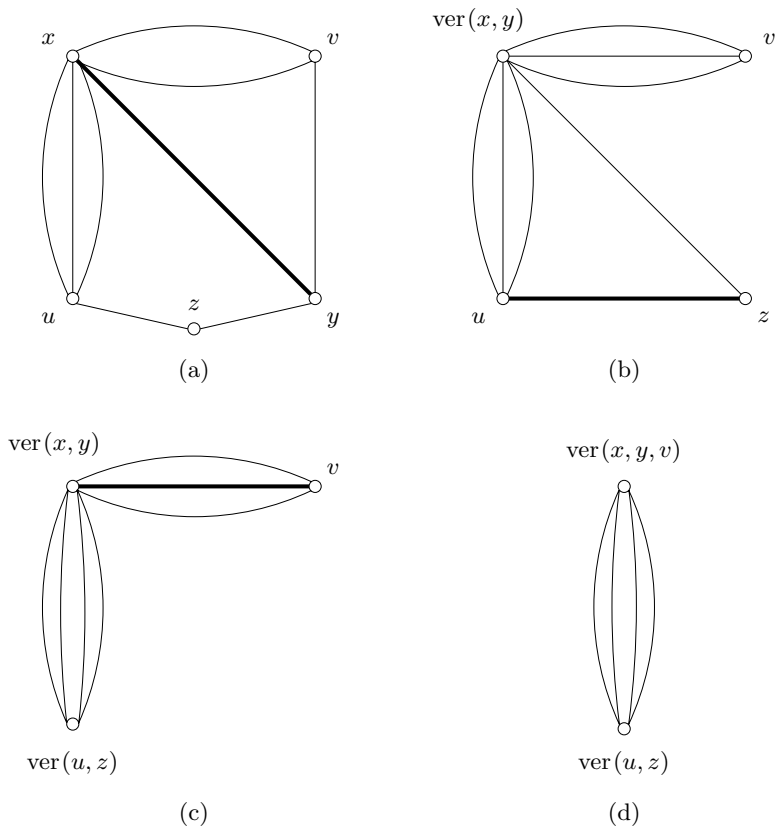 x
v
u
z
y
(a)
ver(x, y)
v
u
z
(b)
ver(x, y)
v
ver(u, z)
(c)
ver(x, y, v)
ver(u, z)
(d)